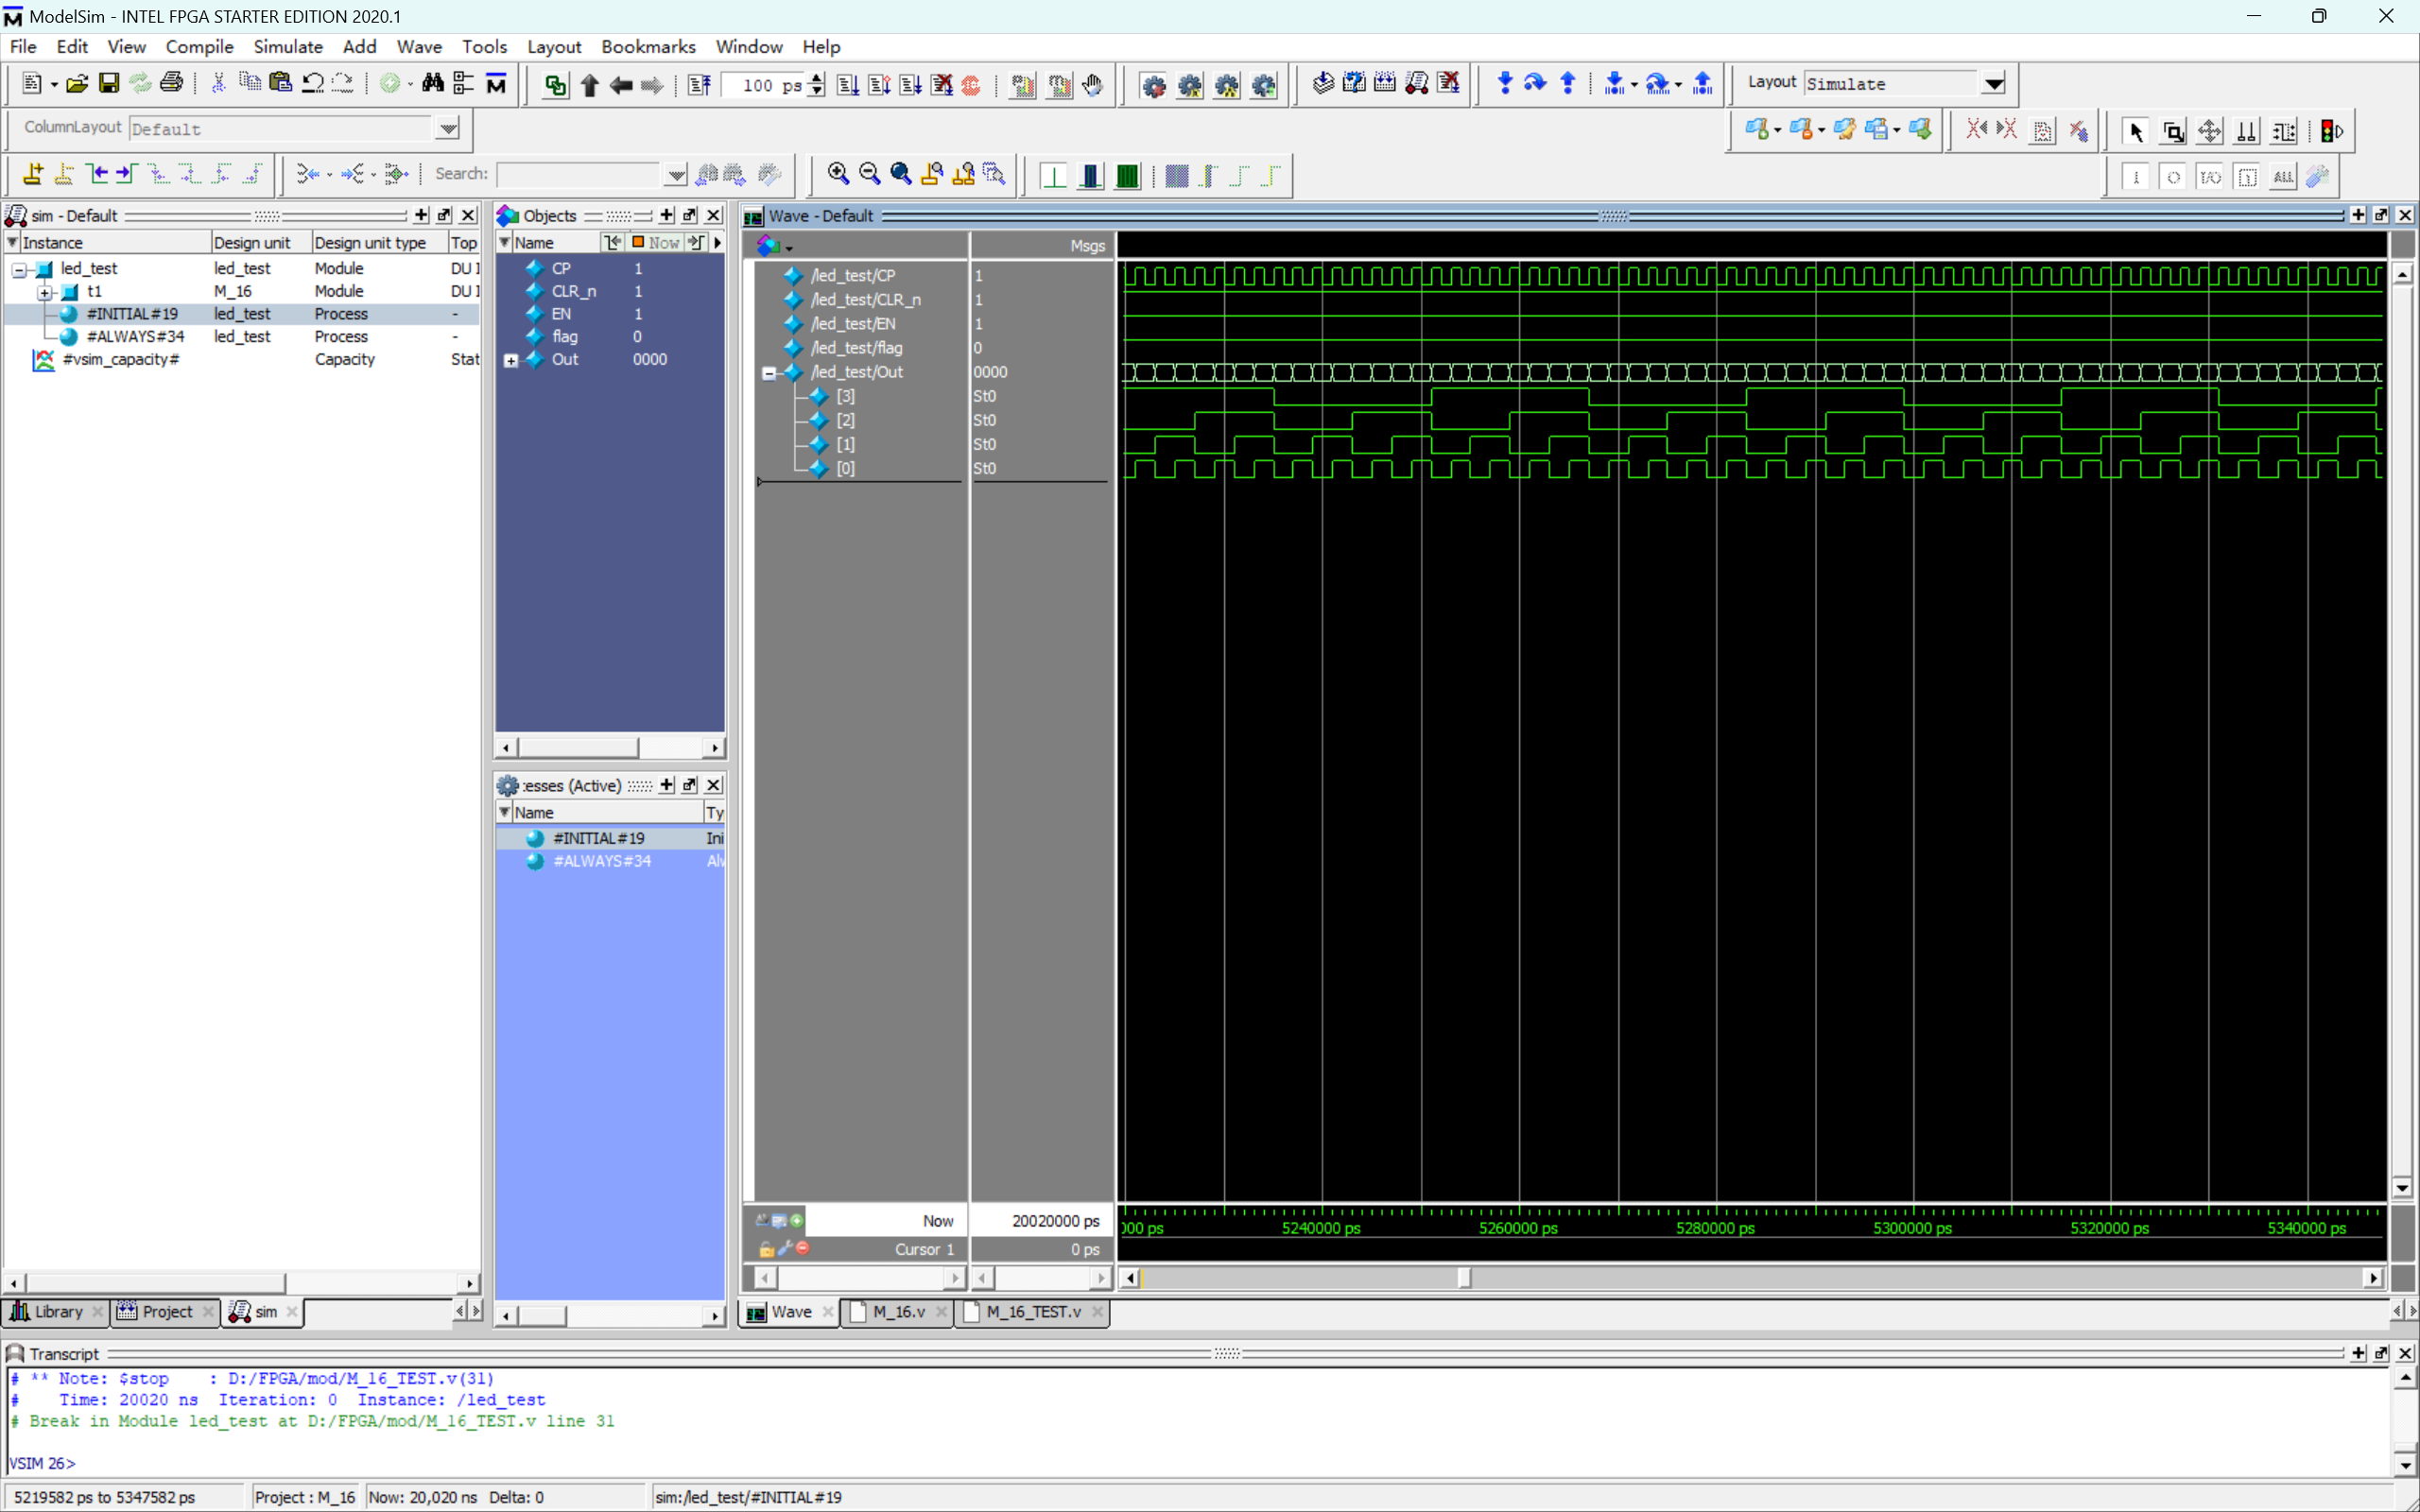 ModelSim - INTEL FPGA STARTER EDITION 2020.1
File Edit View Compile Simulate Add Wave Tools Layout Bookmarks Window Help
100 ps
Layout Simulate
ColumnLayout Default
Search:
ALL
sim - Default
Instance Design unit Design unit type Top
led_test led_test Module DU I
t1 M_16 Module DU I
#INITIAL#19 led_test Process -
#ALWAYS#34 led_test Process -
#vsim_capacity# Capacity Stat
Objects
Name Now
CP 1
CLR_n 1
EN 1
flag 0
Out 0000
esses (Active)
Name Ty
#INITIAL#19 Ini
#ALWAYS#34 Alw
Wave - Default
Msgs
/led_test/CP 1
/led_test/CLR_n 1
/led_test/EN 1
/led_test/flag 0
/led_test/Out 0000
[3] St0
[2] St0
[1] St0
[0] St0
Now 20020000 ps
Cursor 1 0 ps
000 ps 5240000 ps 5260000 ps 5280000 ps 5300000 ps 5320000 ps 5340000 ps
Library Project sim
Wave M_16.v M_16_TEST.v
Transcript
# ** Note: $stop : D:/FPGA/mod/M_16_TEST.v(31)
# Time: 20020 ns Iteration: 0 Instance: /led_test
# Break in Module led_test at D:/FPGA/mod/M_16_TEST.v line 31
VSIM 26>
5219582 ps to 5347582 ps Project : M_16 Now: 20,020 ns Delta: 0 sim:/led_test/#INITIAL#19